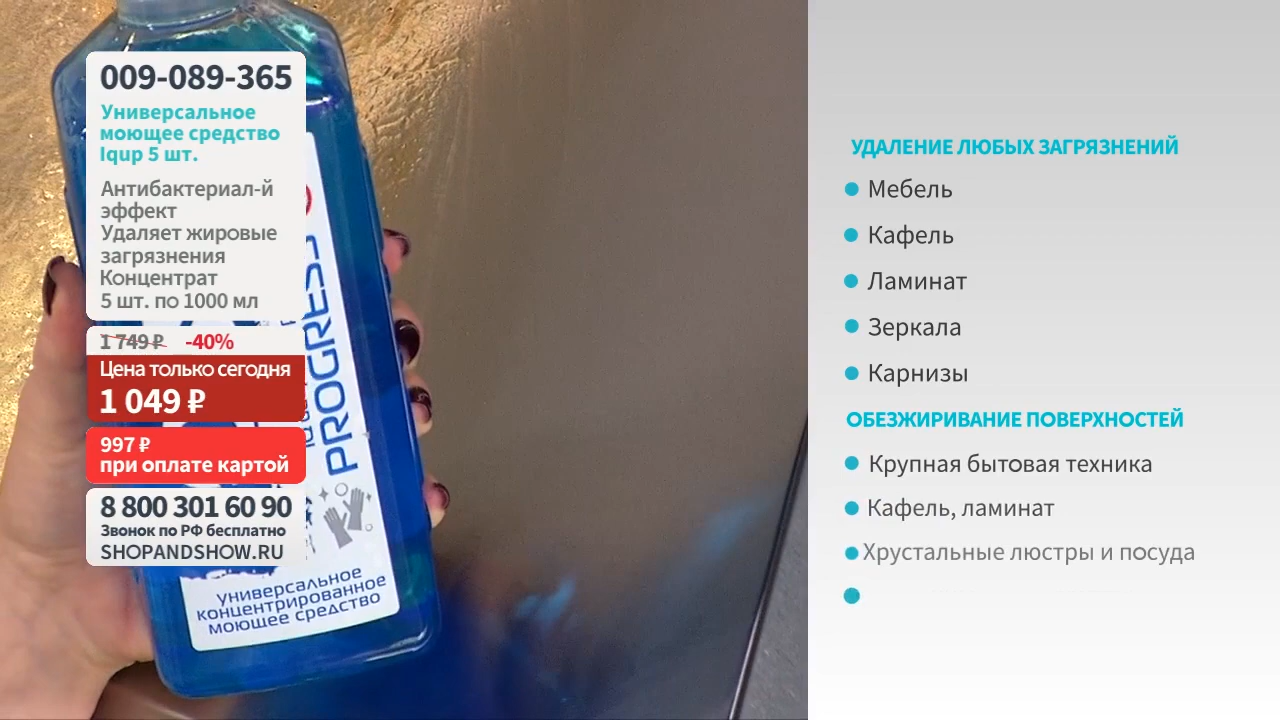 009-089-365
Универсальное
моющее средство
Iqup 5 шт.
Антибактериал-й
эффект
Удаляет жировые
загрязнения
Концентрат
5 шт. по 1000 мл
1 749 ₽ -40%
Цена только сегодня
1 049 ₽
997 ₽
при оплате картой
8 800 301 60 90
Звонок по РФ бесплатно
SHOPANDSHOW.RU
PROGRESS
универсальное
концентрированное
моющее средство
УДАЛЕНИЕ ЛЮБЫХ ЗАГРЯЗНЕНИЙ
Мебель
Кафель
Ламинат
Зеркала
Карнизы
ОБЕЗЖИРИВАНИЕ ПОВЕРХНОСТЕЙ
Крупная бытовая техника
Кафель, ламинат
Хрустальные люстры и посуда